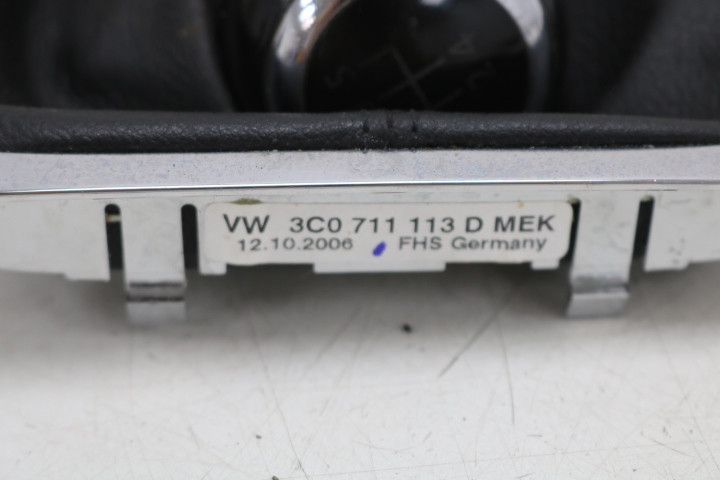 VW 3C0 711 113 D MEK
12.10.2006 FHS Germany